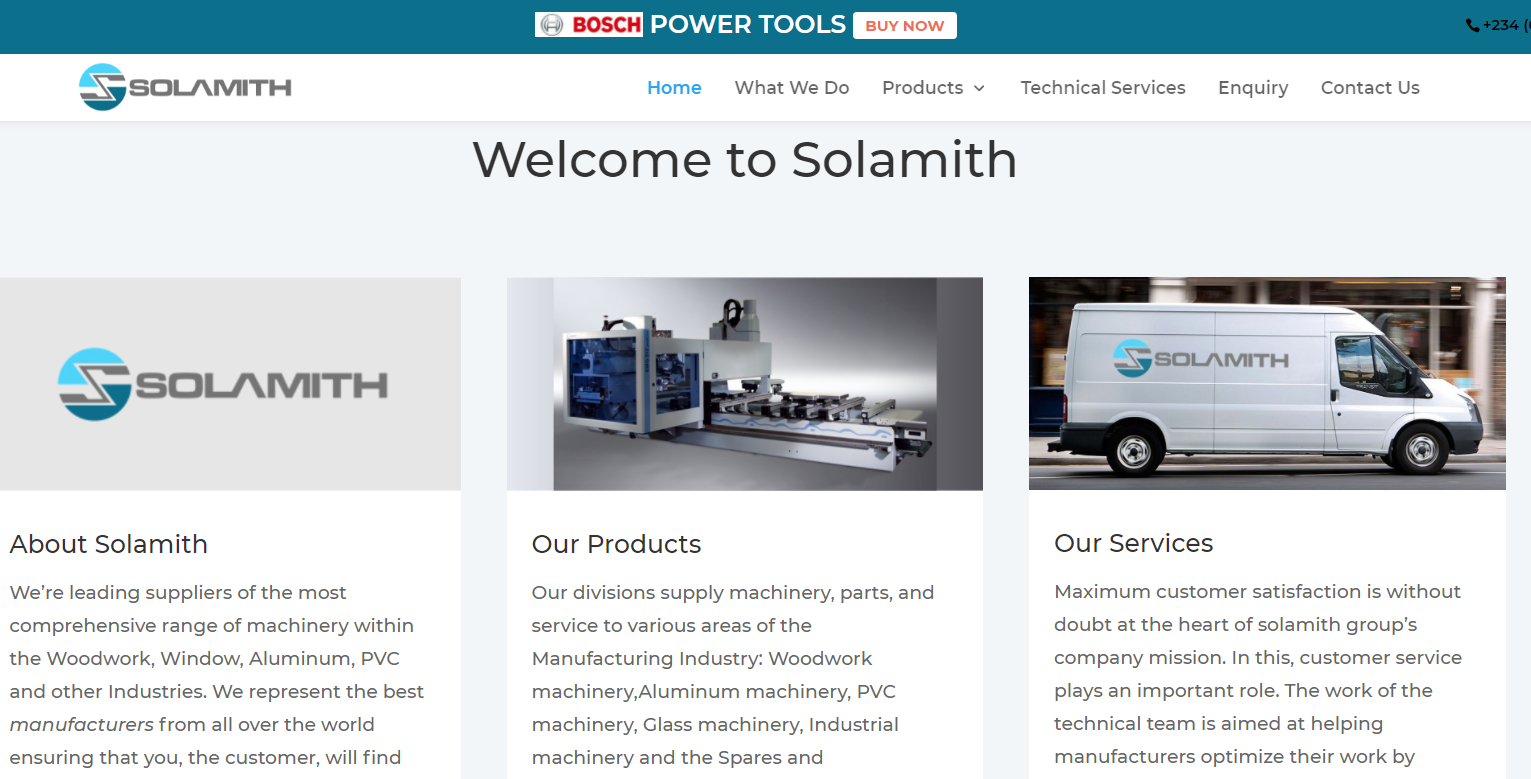 BOSCH POWER TOOLS BUY NOW
+234 (
SOLAMITH
Home What We Do Products Technical Services Enquiry Contact Us
Welcome to Solamith
SOLAMITH
SOLAMITH
About Solamith
We’re leading suppliers of the most
comprehensive range of machinery within
the Woodwork, Window, Aluminum, PVC
and other Industries. We represent the best
manufacturers from all over the world
ensuring that you, the customer, will find
Our Products
Our divisions supply machinery, parts, and
service to various areas of the
Manufacturing Industry: Woodwork
machinery,Aluminum machinery, PVC
machinery, Glass machinery, Industrial
machinery and the Spares and
Our Services
Maximum customer satisfaction is without
doubt at the heart of solamith group’s
company mission. In this, customer service
plays an important role. The work of the
technical team is aimed at helping
manufacturers optimize their work by